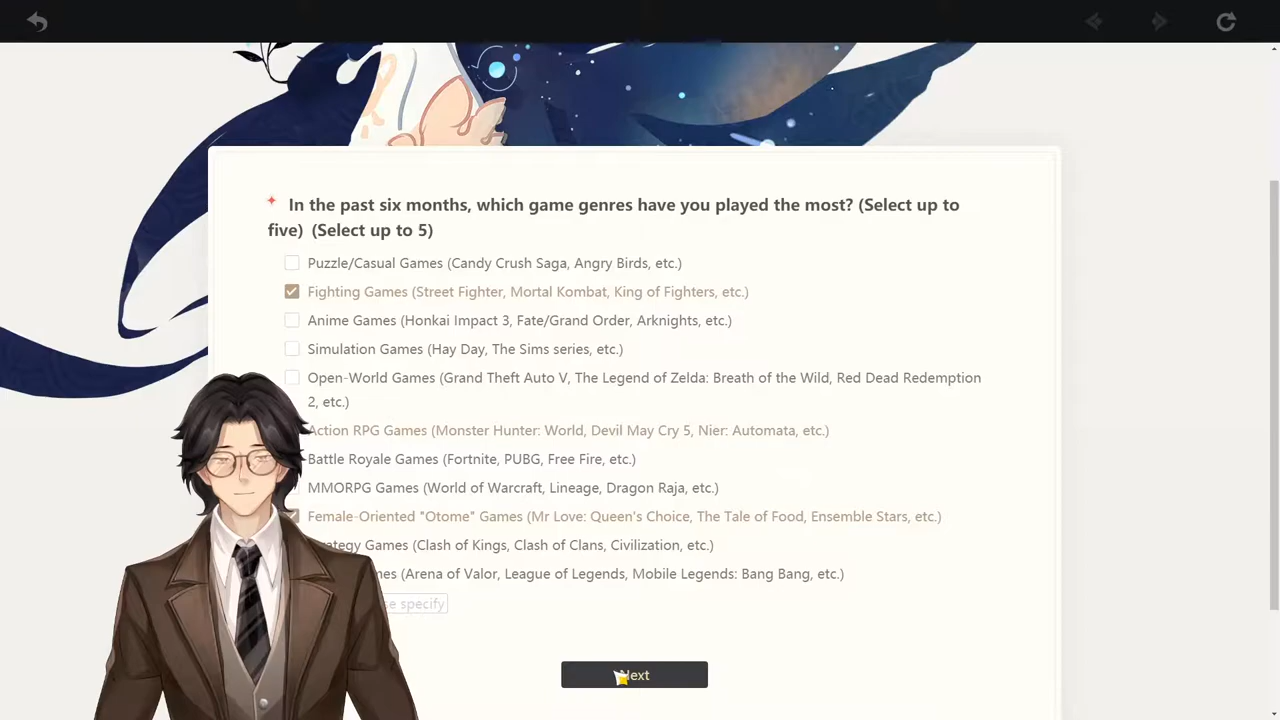 In the past six months, which game genres have you played the most? (Select up to
five) (Select up to 5)
Puzzle/Casual Games (Candy Crush Saga, Angry Birds, etc.)
Fighting Games (Street Fighter, Mortal Kombat, King of Fighters, etc.)
Anime Games (Honkai Impact 3, Fate/Grand Order, Arknights, etc.)
Simulation Games (Hay Day, The Sims series, etc.)
Open-World Games (Grand Theft Auto V, The Legend of Zelda: Breath of the Wild, Red Dead Redemption
2, etc.)
Action RPG Games (Monster Hunter: World, Devil May Cry 5, Nier: Automata, etc.)
Battle Royale Games (Fortnite, PUBG, Free Fire, etc.)
MMORPG Games (World of Warcraft, Lineage, Dragon Raja, etc.)
Female-Oriented "Otome" Games (Mr Love: Queen's Choice, The Tale of Food, Ensemble Stars, etc.)
Games (Clash of Kings, Clash of Clans, Civilization, etc.)
(Arena of Valor, League of Legends, Mobile Legends: Bang Bang, etc.)
specify
Next